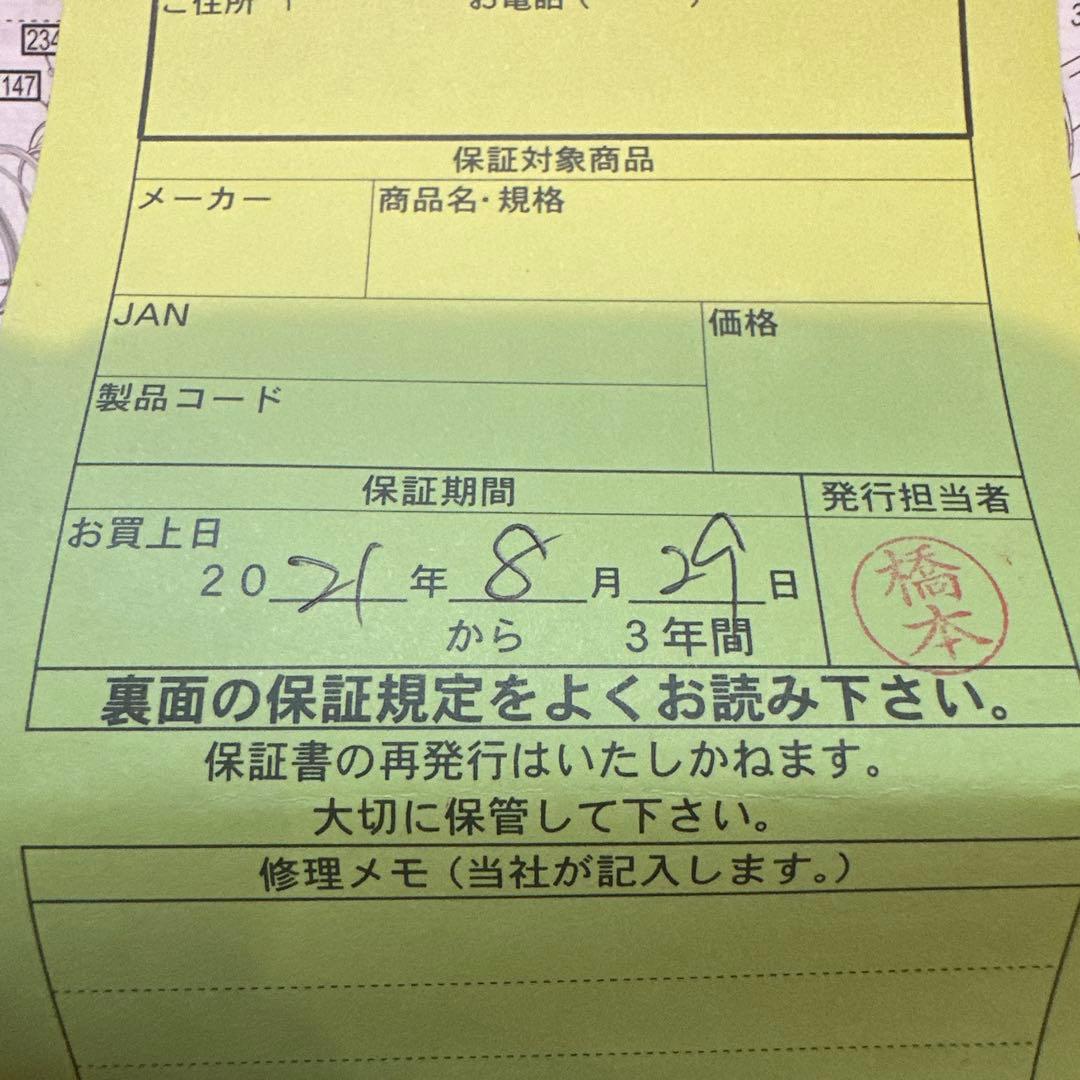 234
147
ご住所 お電話(　　)
保証対象商品
メーカー 商品名・規格
JAN 価格
製品コード
保証期間 発行担当者
お買上日
2021年8月29日 橋本
から 3年間
裏面の保証規定をよくお読み下さい。
保証書の再発行はいたしかねます。
大切に保管して下さい。
修理メモ(当社が記入します。)